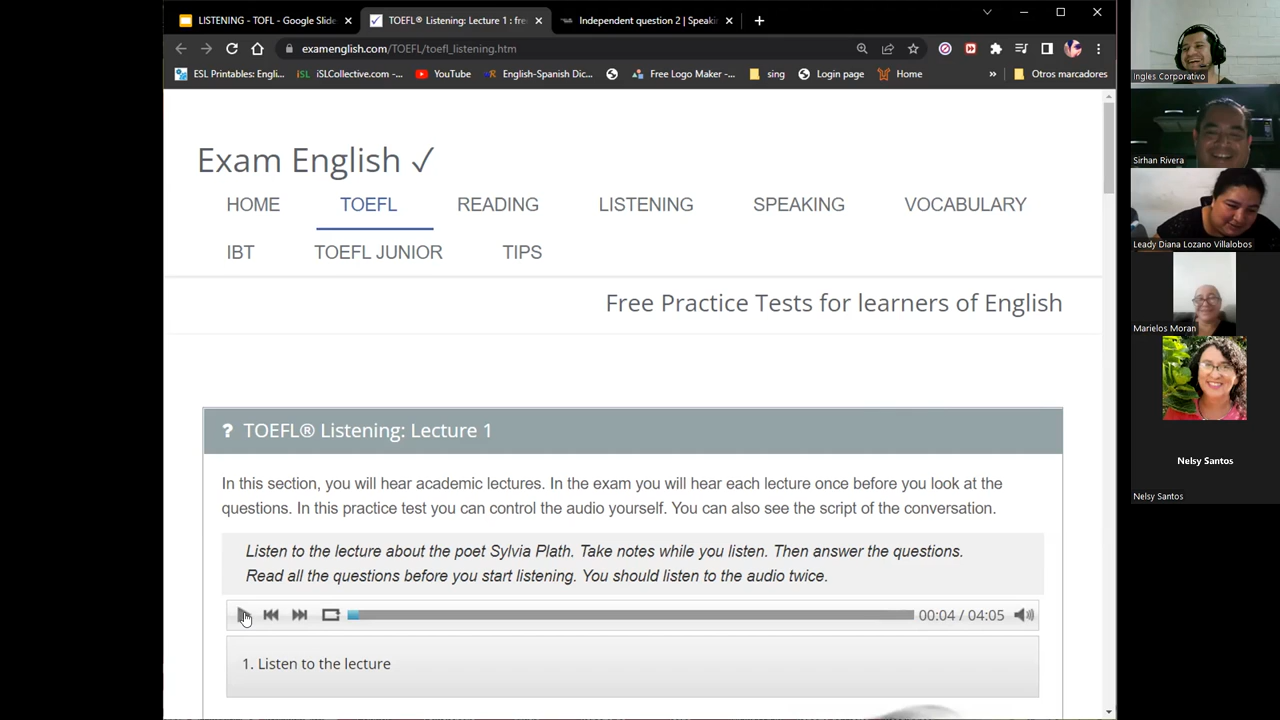 LISTENING - TOFL - Google Slide
TOEFL® Listening: Lecture 1 : fre
Independent question 2 | Speaki
examenglish.com/TOEFL/toefl_listening.htm
ESL Printables: Engli...
iSLCollective.com -...
YouTube
English-Spanish Dic...
Free Logo Maker -...
sing
Login page
Home
»
Otros marcadores
Exam English ✓
HOME
TOEFL
READING
LISTENING
SPEAKING
VOCABULARY
IBT
TOEFL JUNIOR
TIPS
Free Practice Tests for learners of English
? TOEFL® Listening: Lecture 1
In this section, you will hear academic lectures. In the exam you will hear each lecture once before you look at the
questions. In this practice test you can control the audio yourself. You can also see the script of the conversation.
Listen to the lecture about the poet Sylvia Plath. Take notes while you listen. Then answer the questions.
Read all the questions before you start listening. You should listen to the audio twice.
00:04 / 04:05
1. Listen to the lecture
Ingles Corporativo
Sirhan Rivera
Leady Diana Lozano Villalobos
Marielos Moran
Nelsy Santos
Nelsy Santos